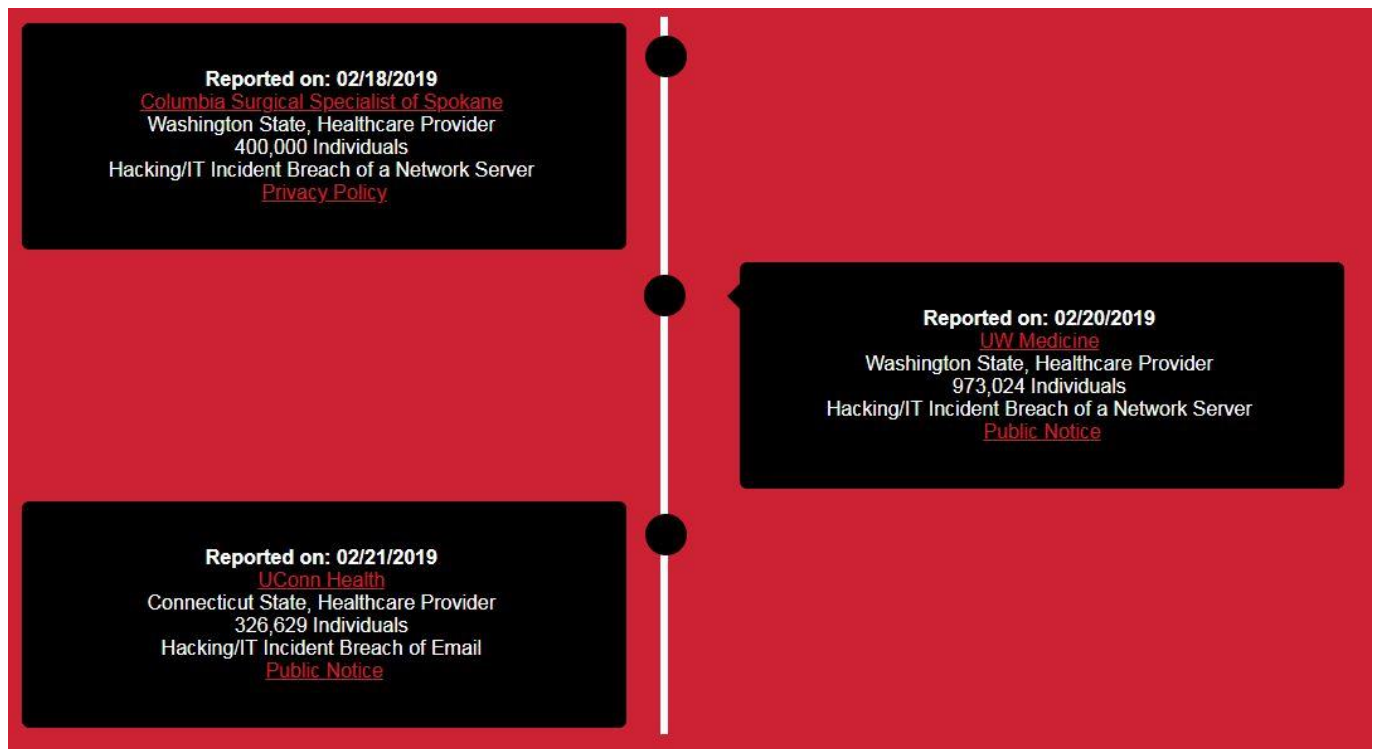 Reported on: 02/18/2019
Columbia Surgical Specialist of Spokane
Washington State, Healthcare Provider
400,000 Individuals
Hacking/IT Incident Breach of a Network Server
Privacy Policy
Reported on: 02/20/2019
UW Medicine
Washington State, Healthcare Provider
973,024 Individuals
Hacking/IT Incident Breach of a Network Server
Public Notice
Reported on: 02/21/2019
UConn Health
Connecticut State, Healthcare Provider
326,629 Individuals
Hacking/IT Incident Breach of Email
Public Notice